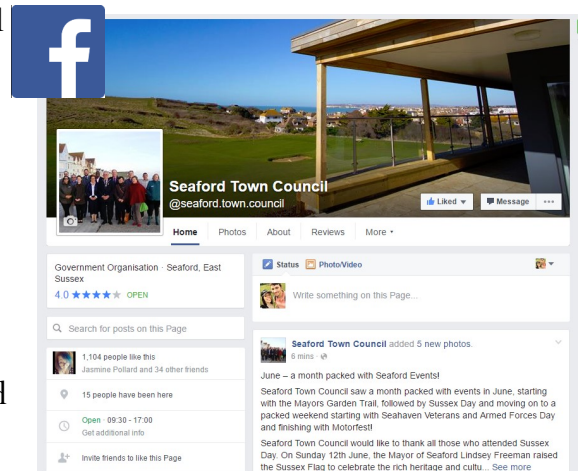 l
f
Seaford Town Council
@seaford.town.council
Liked
Message
Home Photos About Reviews More
Government Organisation · Seaford, East
Sussex
4.0 ★★★★★ OPEN
Search for posts on this Page
1,104 people like this
Jasmine Pollard and 34 other friends
15 people have been here
Open · 09:30 - 17:00
Get additional info
Invite friends to like this Page
d
Status Photo/Video
Write something on this Page...
Seaford Town Council added 5 new photos.
6 mins ·
June – a month packed with Seaford Events!
Seaford Town Council saw a month packed with events in June, starting
with the Mayors Garden Trail, followed by Sussex Day and moving on to a
packed weekend starting with Seahaven Veterans and Armed Forces Day
and finishing with Motorfest!
Seaford Town Council would like to thank all those who attended Sussex
Day. On Sunday 12th June, the Mayor of Seaford Lindsey Freeman raised
the Sussex Flag to celebrate the rich heritage and cultu... See more